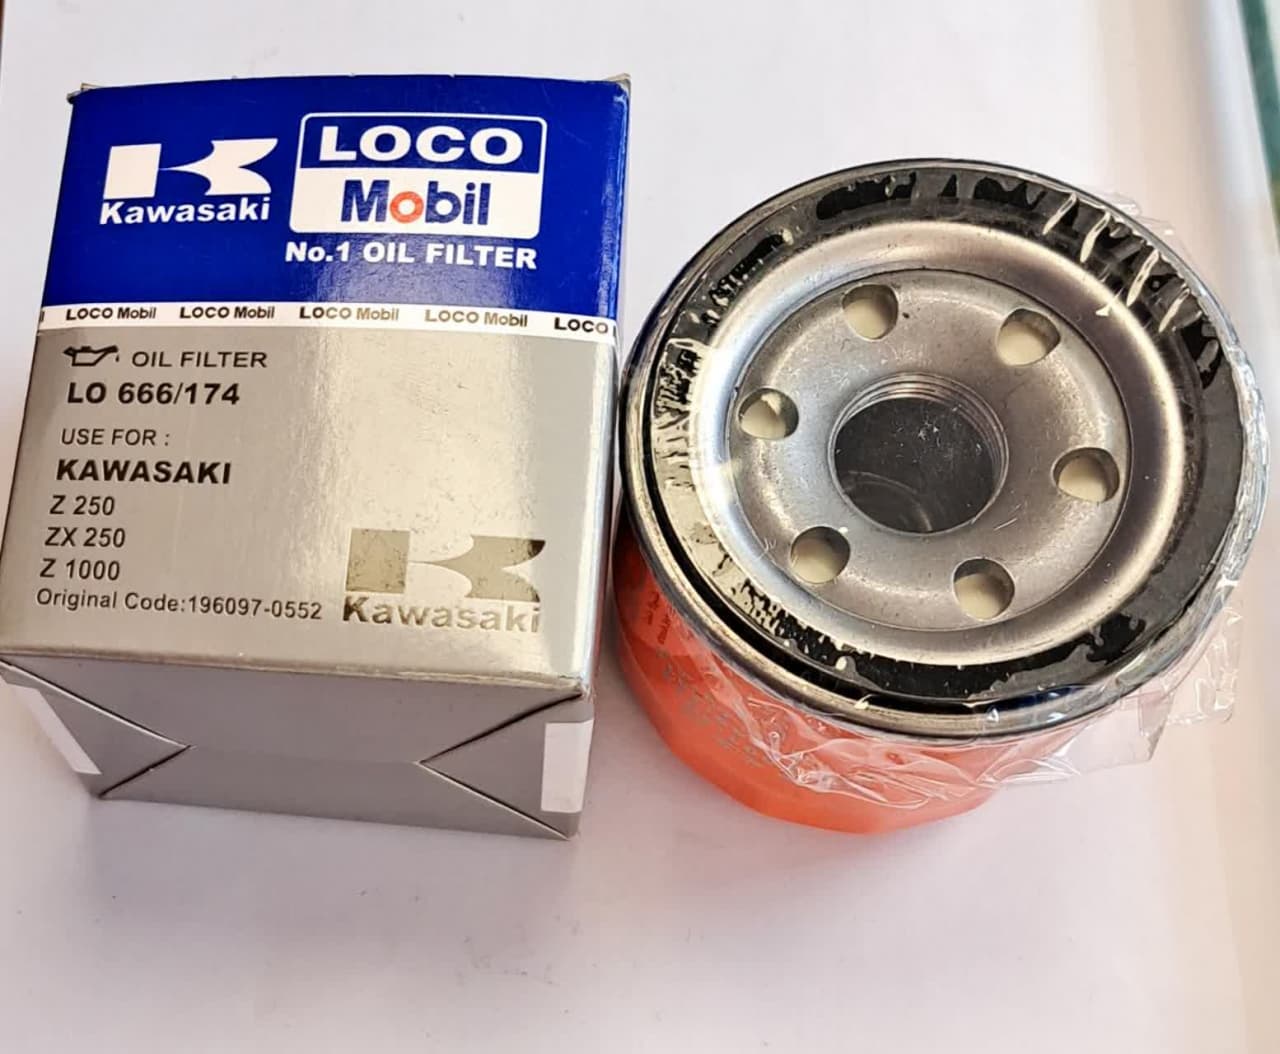 Kawasaki
LOCO
Mobil
No.1 OIL FILTER
LOCO Mobil LOCO Mobil LOCO Mobil LOCO Mobil LOCO
OIL FILTER
LO 666/174
USE FOR :
KAWASAKI
Z 250
ZX 250
Z 1000
Original Code:196097-0552
Kawasaki